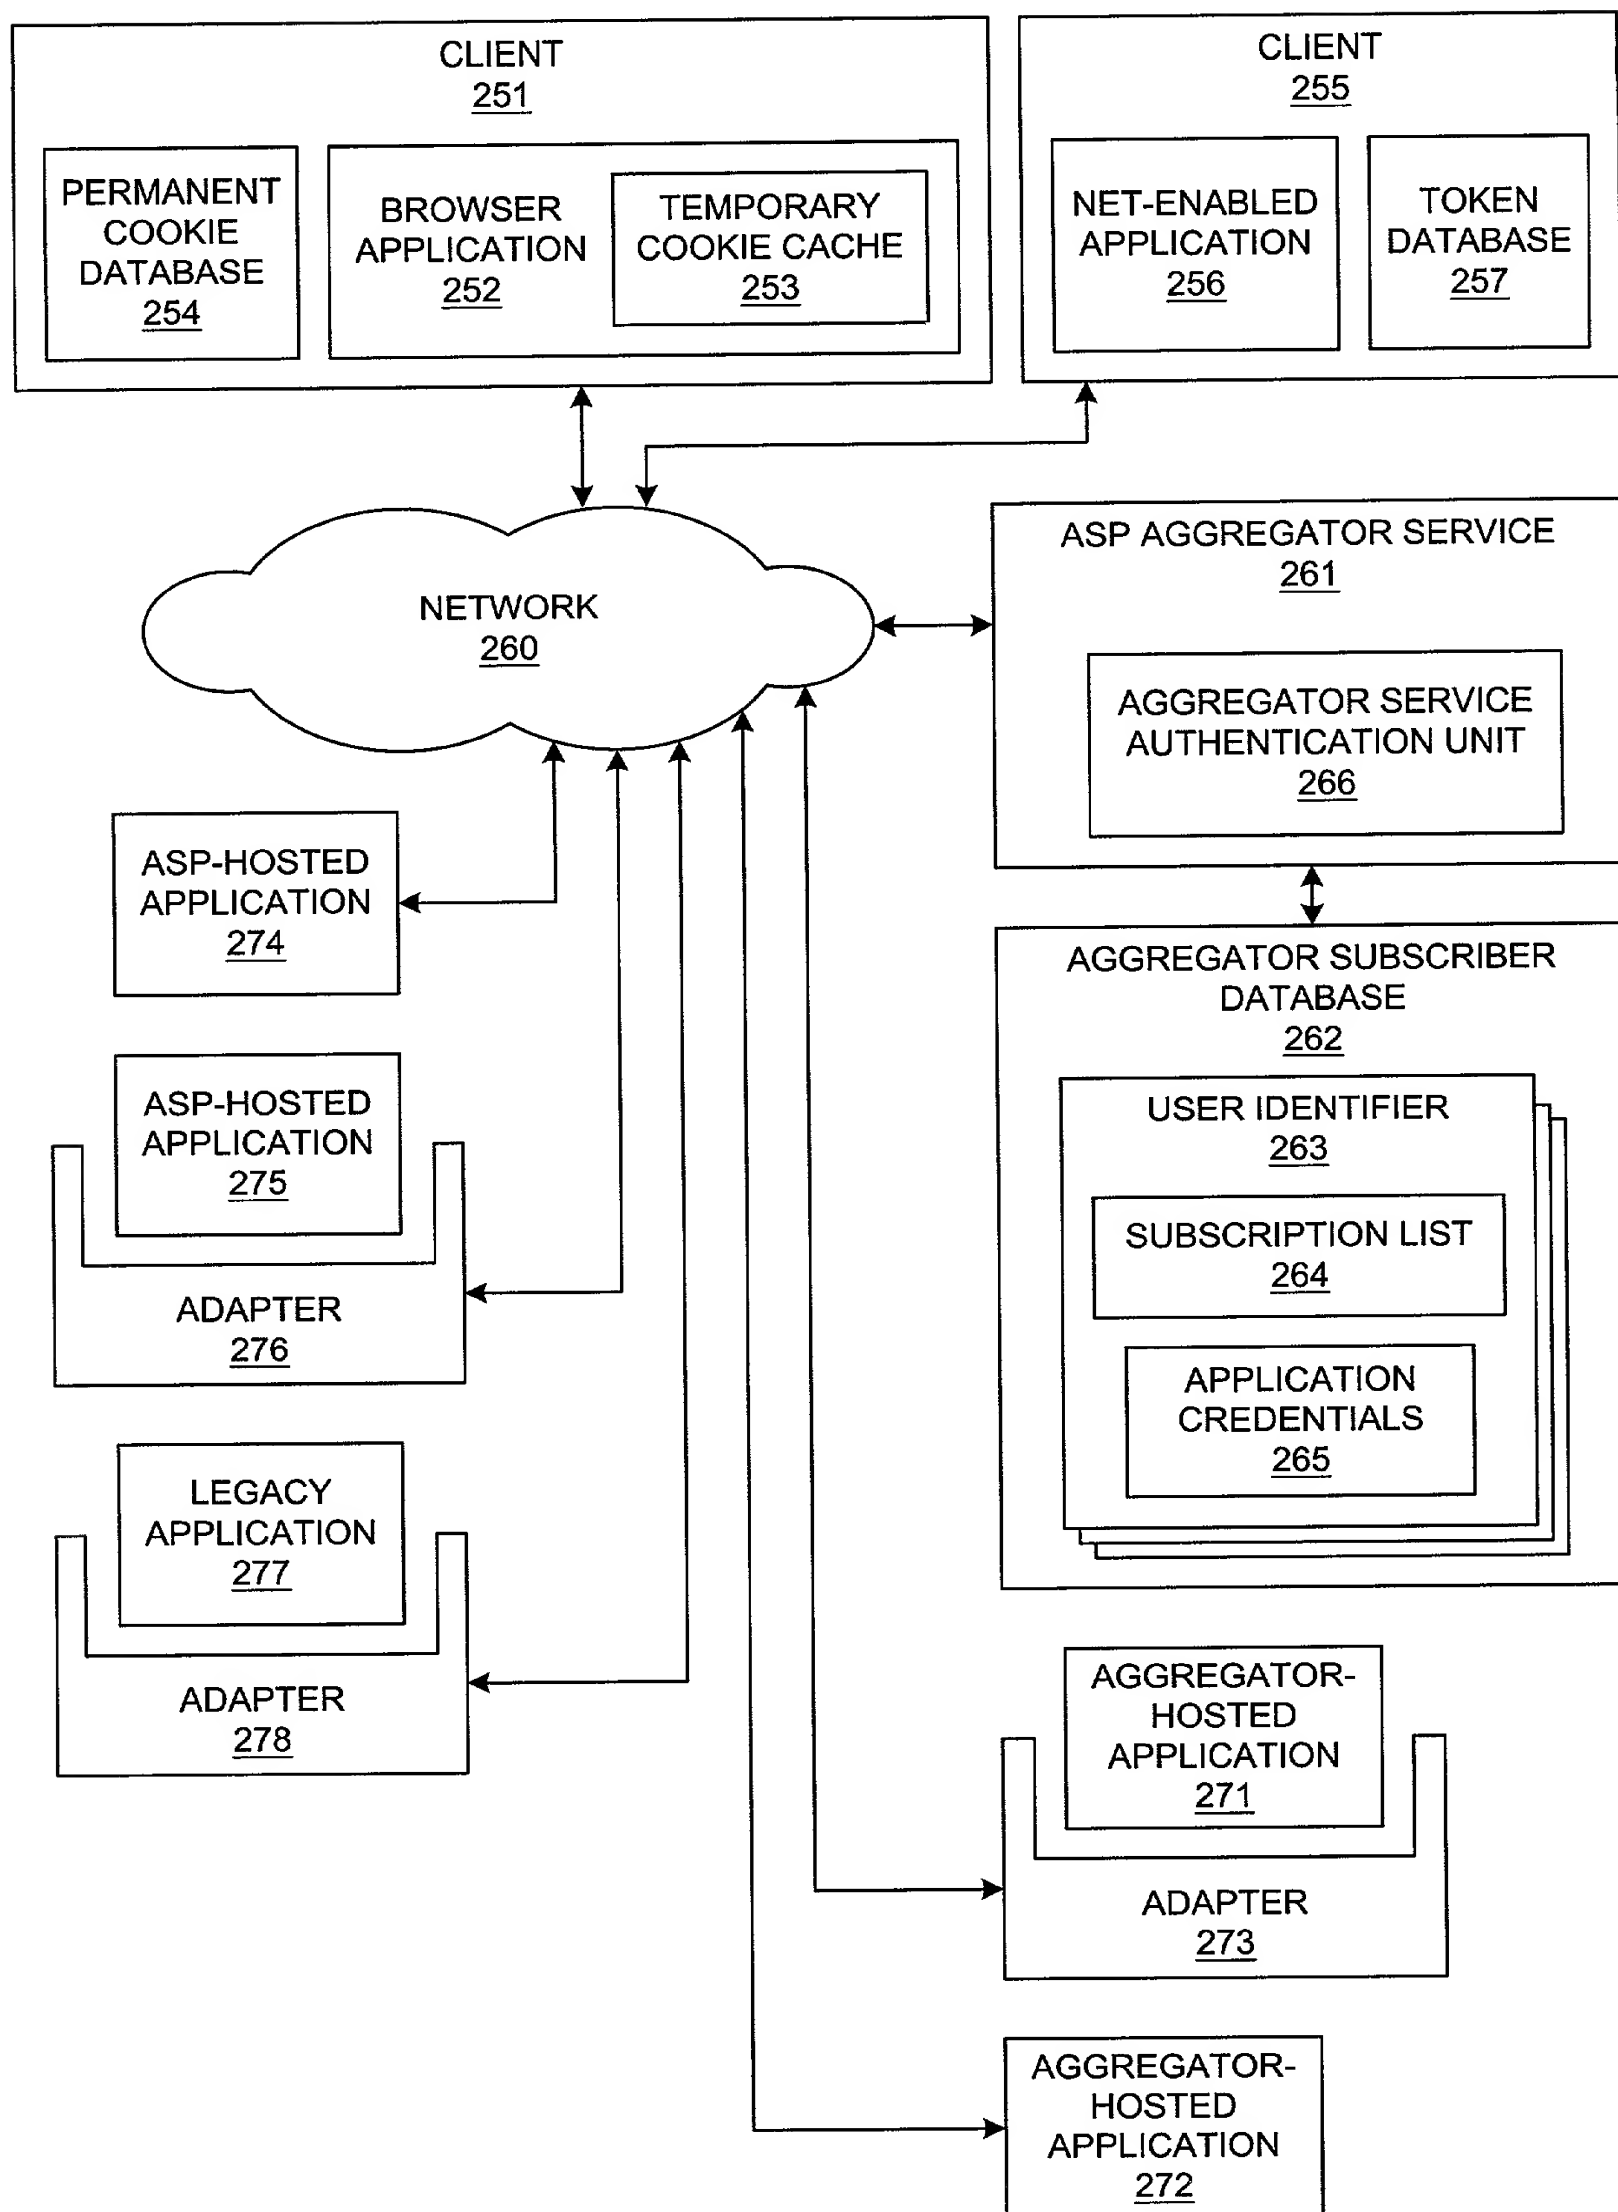 CLIENT
251
PERMANENT
COOKIE
DATABASE
254
BROWSER
APPLICATION
252
TEMPORARY
COOKIE CACHE
253
CLIENT
255
NET-ENABLED
APPLICATION
256
TOKEN
DATABASE
257
NETWORK
260
ASP AGGREGATOR SERVICE
261
AGGREGATOR SERVICE
AUTHENTICATION UNIT
266
ASP-HOSTED
APPLICATION
274
AGGREGATOR SUBSCRIBER
DATABASE
262
USER IDENTIFIER
263
SUBSCRIPTION LIST
264
APPLICATION
CREDENTIALS
265
ASP-HOSTED
APPLICATION
275
ADAPTER
276
LEGACY
APPLICATION
277
ADAPTER
278
AGGREGATOR-
HOSTED
APPLICATION
271
ADAPTER
273
AGGREGATOR-
HOSTED
APPLICATION
272